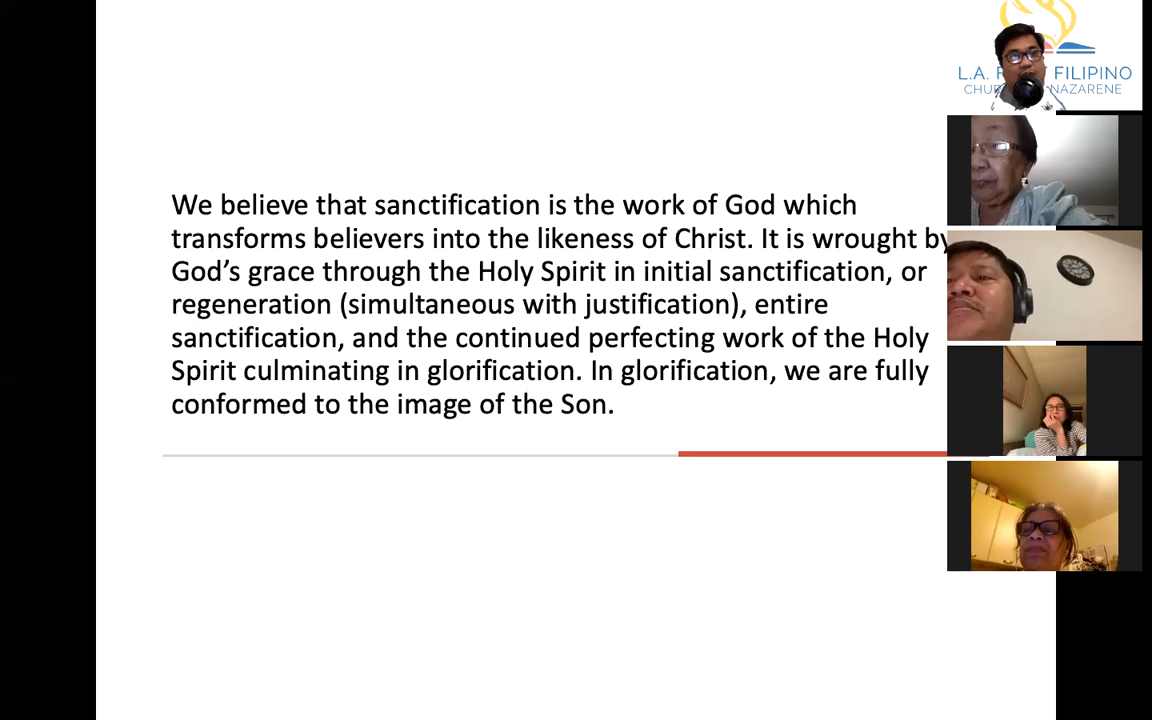 We believe that sanctification is the work of God which
transforms believers into the likeness of Christ. It is wrought by
God’s grace through the Holy Spirit in initial sanctification, or
regeneration (simultaneous with justification), entire
sanctification, and the continued perfecting work of the Holy
Spirit culminating in glorification. In glorification, we are fully
conformed to the image of the Son.
L.A. FILIPINO
NAZARENE